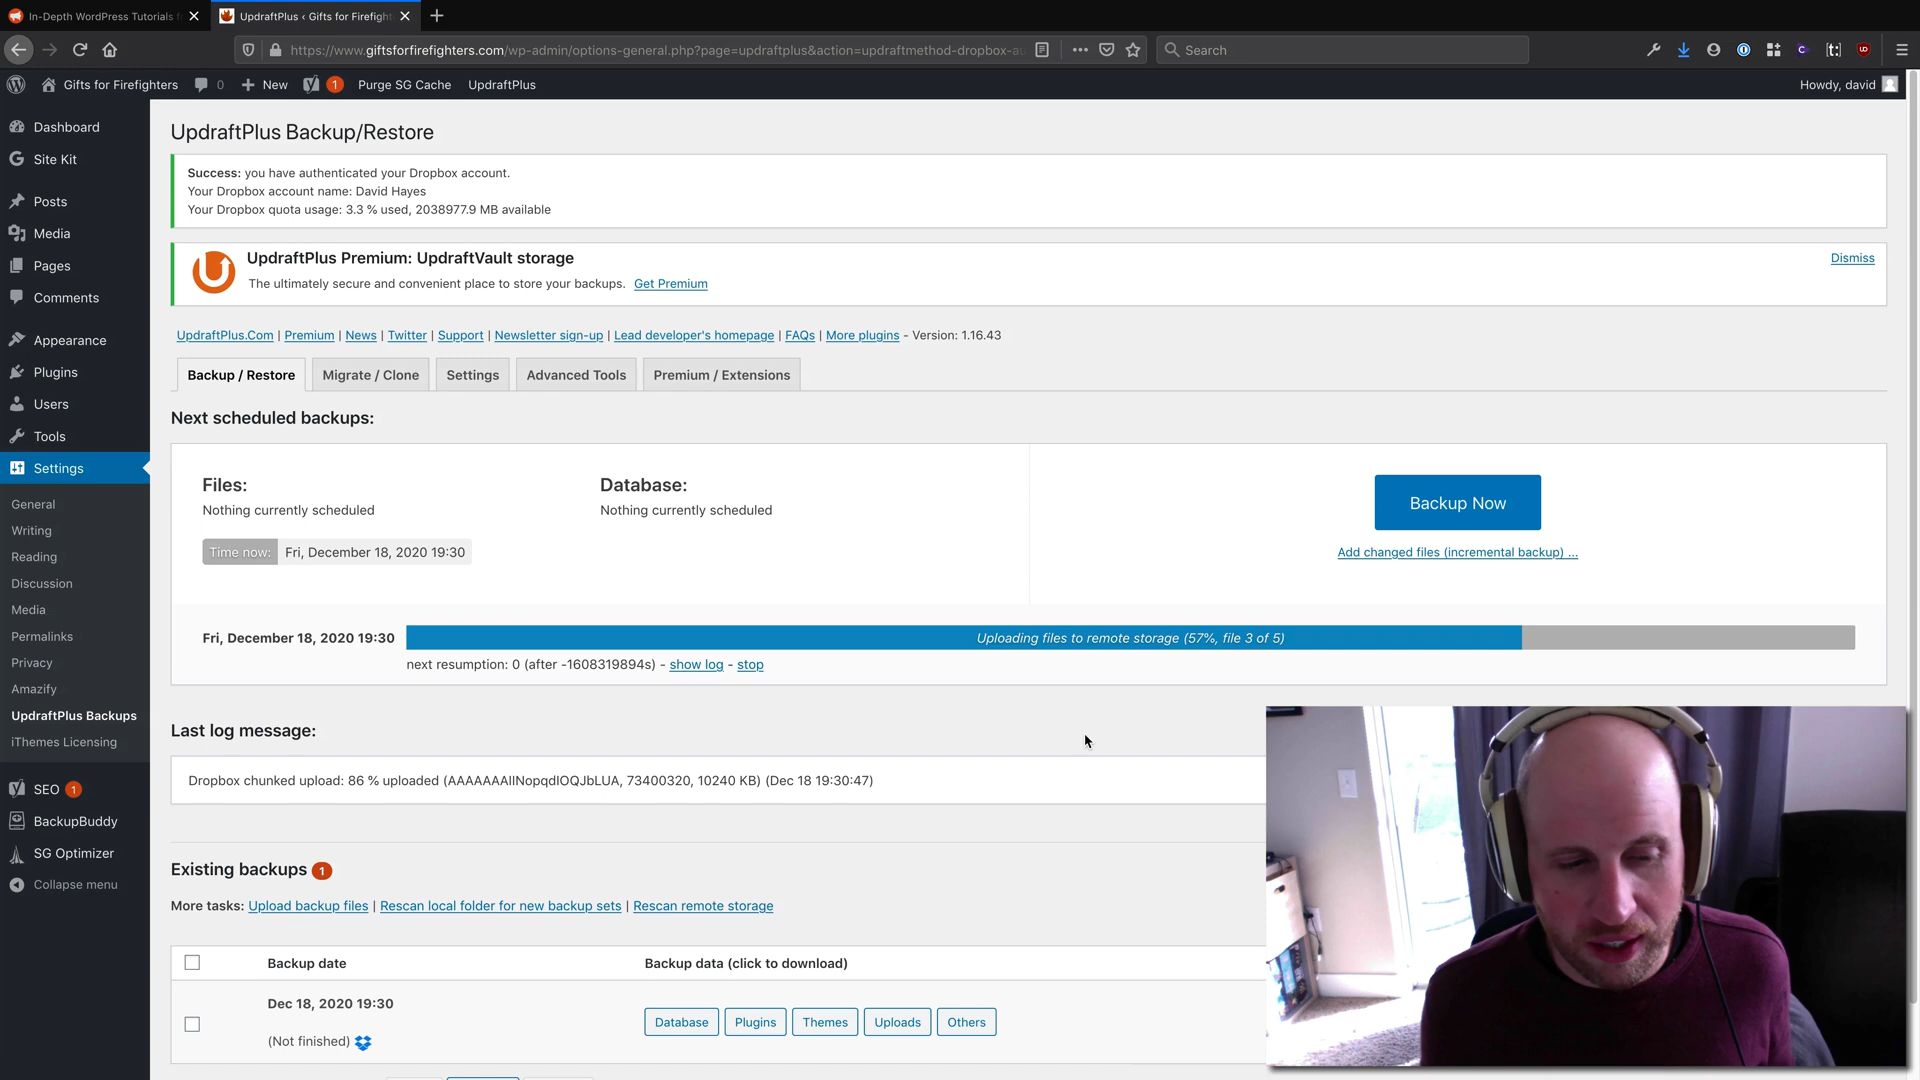 In-Depth WordPress Tutorials f
UpdraftPlus ‹ Gifts for Firefight
https://www.giftsforfirefighters.com/wp-admin/options-general.php?page=updraftplus&action=updraftmethod-dropbox-au
Search
Gifts for Firefighters
0
New
1
Purge SG Cache
UpdraftPlus
Howdy, david
Dashboard
Site Kit
Posts
Media
Pages
Comments
Appearance
Plugins
Users
Tools
Settings
General
Writing
Reading
Discussion
Media
Permalinks
Privacy
Amazify
UpdraftPlus Backups
iThemes Licensing
SEO 1
BackupBuddy
SG Optimizer
Collapse menu
UpdraftPlus Backup/Restore
Success: you have authenticated your Dropbox account.
Your Dropbox account name: David Hayes
Your Dropbox quota usage: 3.3 % used, 2038977.9 MB available
UpdraftPlus Premium: UpdraftVault storage
Dismiss
The ultimately secure and convenient place to store your backups. Get Premium
UpdraftPlus.Com | Premium | News | Twitter | Support | Newsletter sign-up | Lead developer's homepage | FAQs | More plugins - Version: 1.16.43
Backup / Restore
Migrate / Clone
Settings
Advanced Tools
Premium / Extensions
Next scheduled backups:
Files:
Nothing currently scheduled
Database:
Nothing currently scheduled
Time now: Fri, December 18, 2020 19:30
Backup Now
Add changed files (incremental backup) ...
Fri, December 18, 2020 19:30
Uploading files to remote storage (57%, file 3 of 5)
next resumption: 0 (after -1608319894s) - show log - stop
Last log message:
Dropbox chunked upload: 86 % uploaded (AAAAAAAIlNopqdIOQJbLUA, 73400320, 10240 KB) (Dec 18 19:30:47)
Existing backups 1
More tasks: Upload backup files | Rescan local folder for new backup sets | Rescan remote storage
Backup date
Backup data (click to download)
Dec 18, 2020 19:30
(Not finished)
Database
Plugins
Themes
Uploads
Others